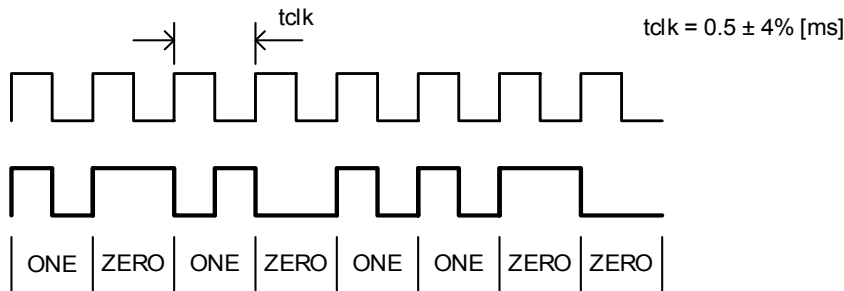 tclk
tclk = 0.5 ± 4% [ms]
ONE ZERO ONE ZERO ONE ONE ZERO ZERO